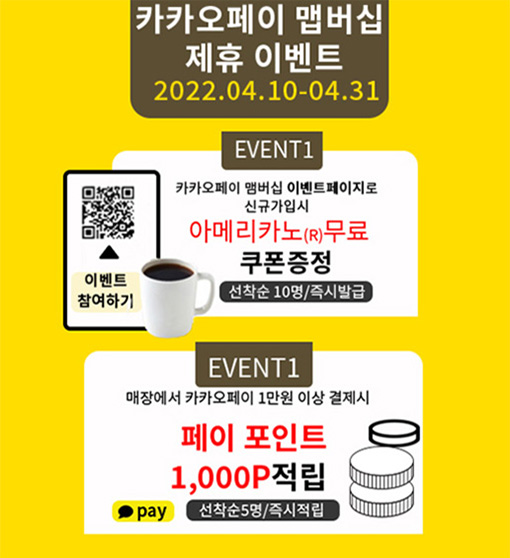 카카오페이 맵버십
제휴 이벤트
2022.04.10-04.31
EVENT1
카카오페이 맴버십 이벤트페이지로
신규가입시
아메리카노(R)무료
쿠폰증정
선착순 10명/즉시발급
이벤트
참여하기
EVENT1
매장에서 카카오페이 1만원 이상 결제시
페이 포인트
1,000P적립
pay
선착순5명/즉시적립